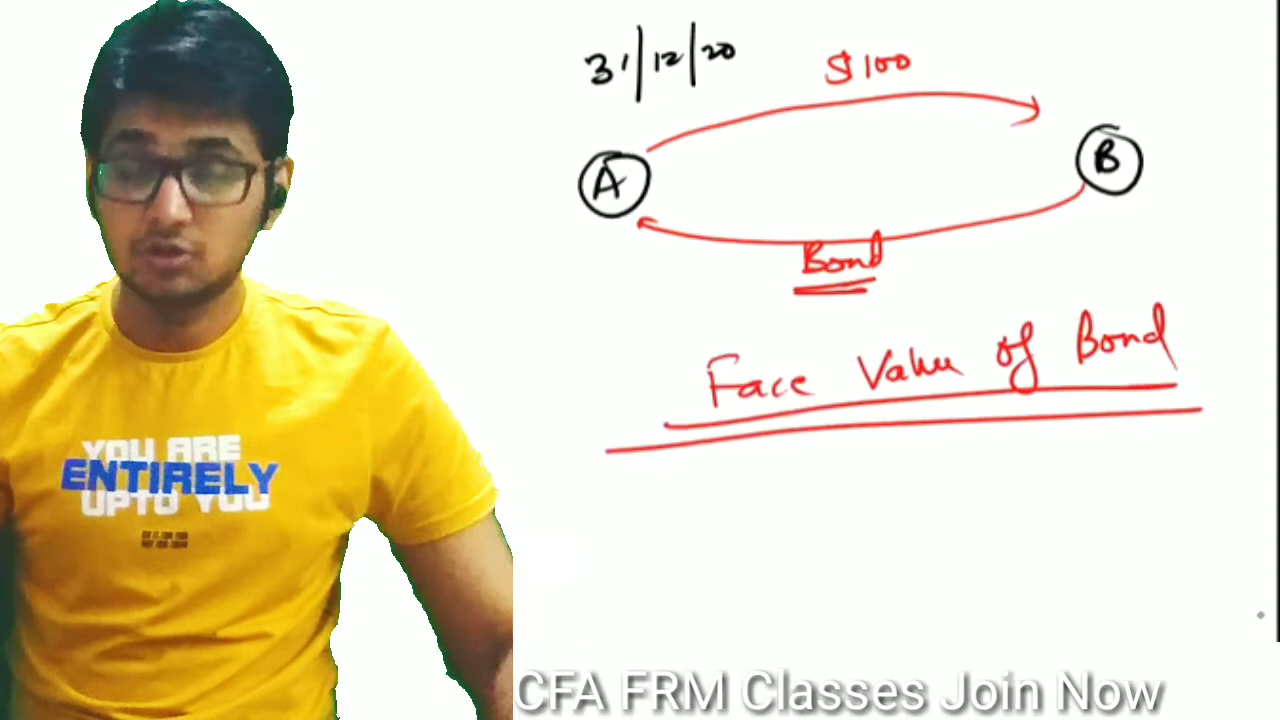 31/12/20
$100
A
B
Bond
Face Value of Bond
YOU ARE
ENTIRELY
UPTO YOU
CFA FRM Classes Join Now